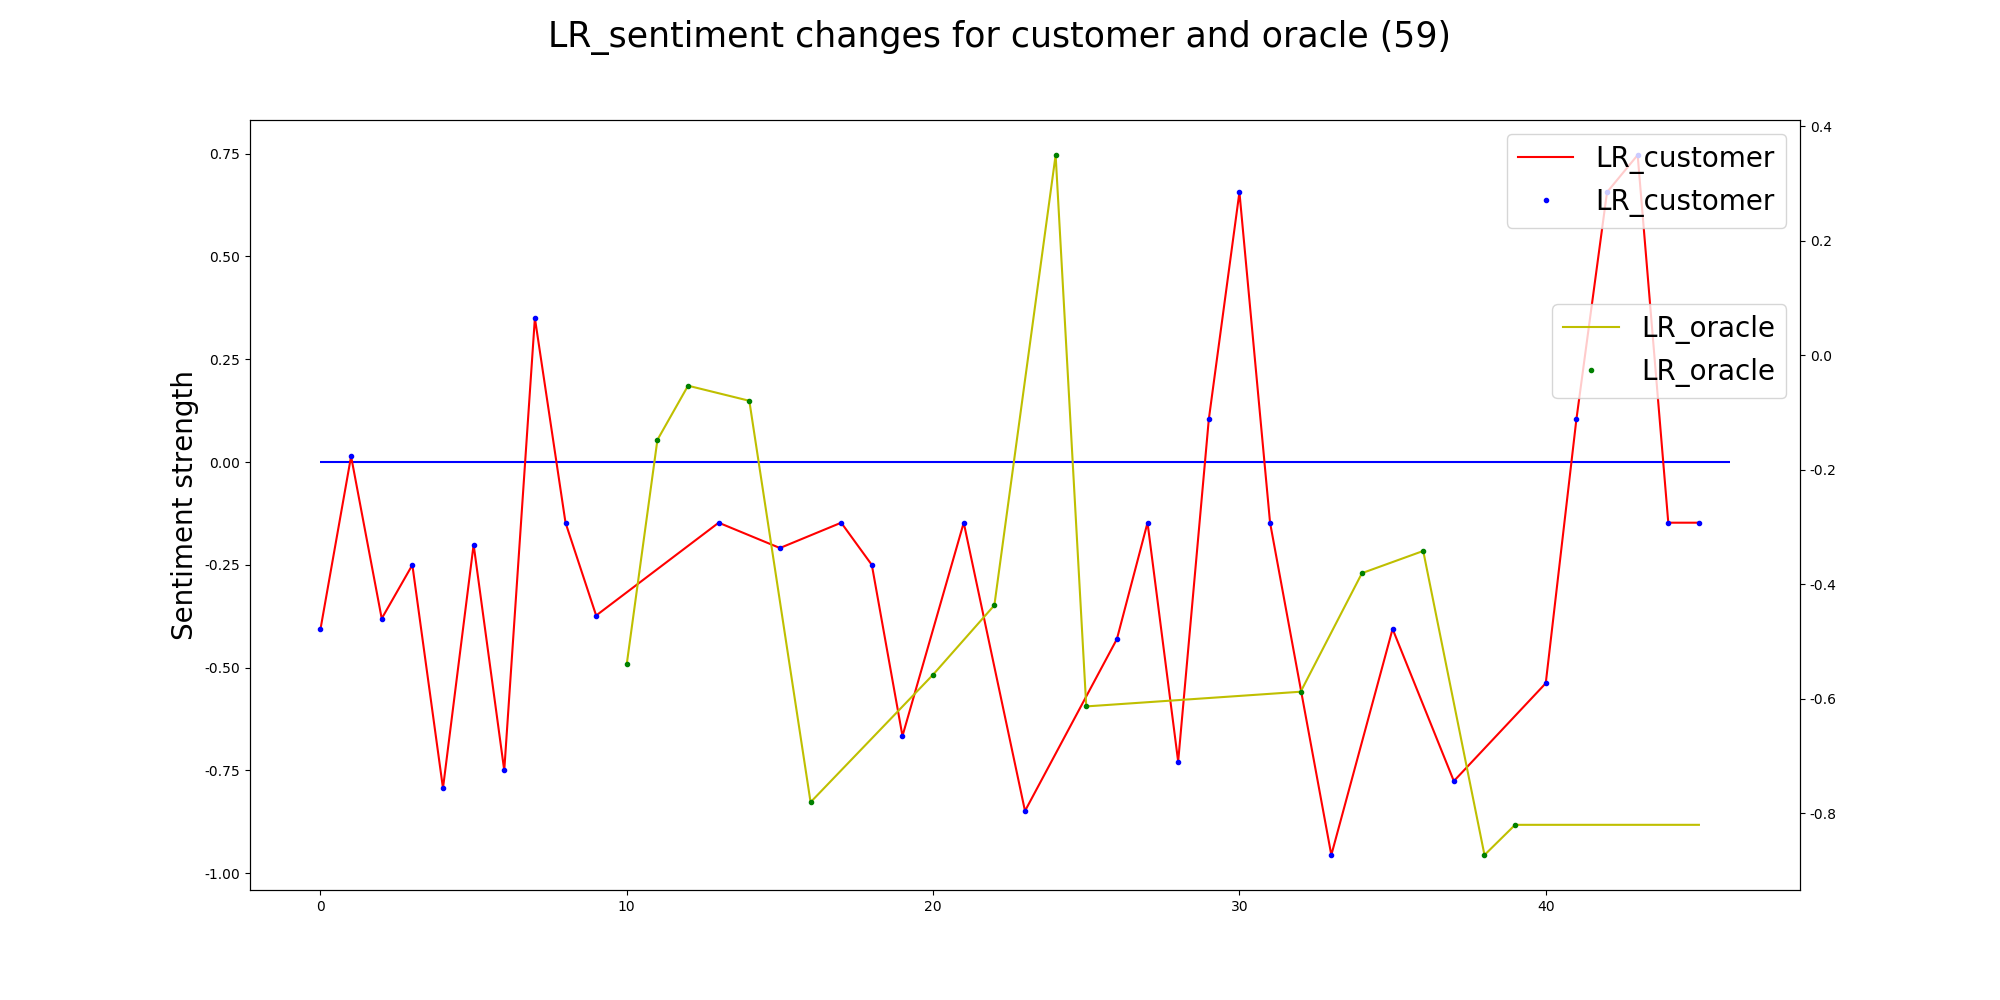 LR_sentiment changes for customer and oracle (59)
Sentiment strength
0.75
0.50
0.25
0.00
-0.25
-0.50
-0.75
-1.00
0 10 20 30 40
0.4
0.2
0.0
-0.2
-0.4
-0.6
-0.8
LR_customer
LR_customer
LR_oracle
LR_oracle